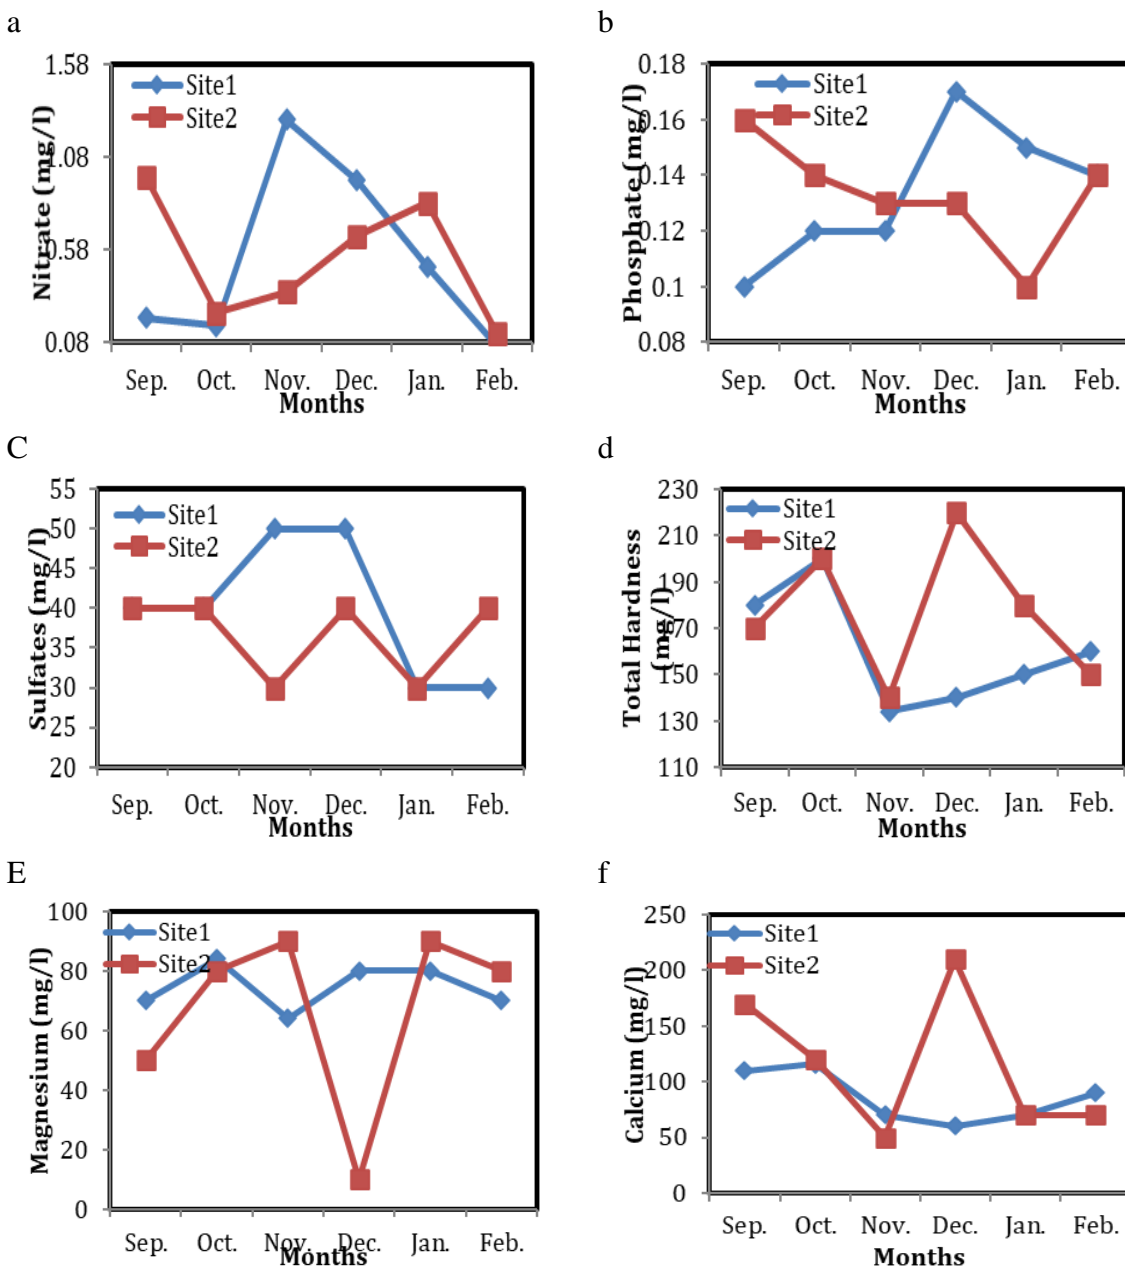 a
1.58
1.08
0.58
0.08
Nitrate (mg/l)
Site1
Site2
Sep. Oct. Nov. Dec. Jan. Feb.
Months
b
0.18
0.16
0.14
0.12
0.1
0.08
Phosphate (mg/l)
Site1
Site2
Sep. Oct. Nov. Dec. Jan. Feb.
Months
C
55
50
45
40
35
30
25
20
Sulfates (mg/l)
Site1
Site2
Sep. Oct. Nov. Dec. Jan. Feb.
Months
d
230
210
190
170
150
130
110
Total Hardness
(mg/l)
Site1
Site2
Sep. Oct. Nov. Dec. Jan. Feb.
Months
E
100
80
60
40
20
0
Magnesium (mg/l)
Site1
Site2
Sep. Oct. Nov. Dec. Jan. Feb.
Months
f
250
200
150
100
50
0
Calcium (mg/l)
Site1
Site2
Sep. Oct. Nov. Dec. Jan. Feb.
Months